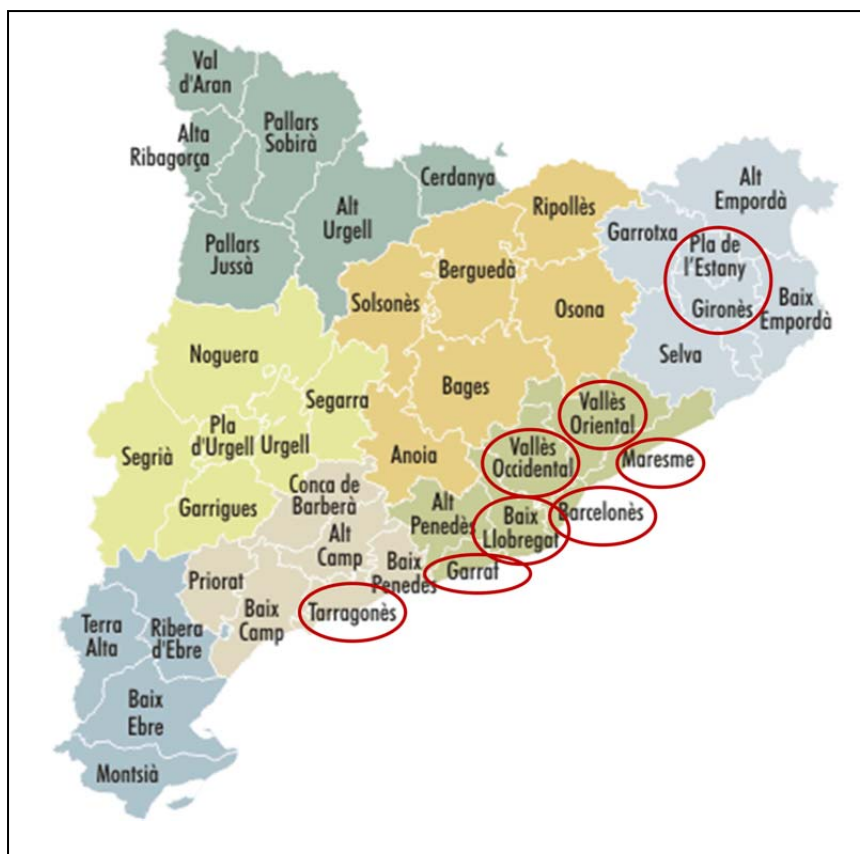 Val
d'Aran
Alta
Ribagorça
Pallars
Sobirà
Cerdanya
Alt
Urgell
Pallars
Jussà
Ripollès
Berguedà
Solsonès
Osona
Bages
Anoia
Alt
Empordà
Garrotxa
Pla de
l'Estany
Gironès
Baix
Empordà
Selva
Noguera
Segarra
Pla
d'Urgell
Urgell
Segrià
Garrigues
Vallès
Oriental
Vallès
Occidental
Maresme
Barcelonès
Baix
Llobregat
Alt
Penedès
Garraf
Conca de
Barberà
Alt
Camp
Baix
Penedès
Priorat
Baix
Camp
Tarragonès
Terra
Alta
Ribera
d'Ebre
Baix
Ebre
Montsià